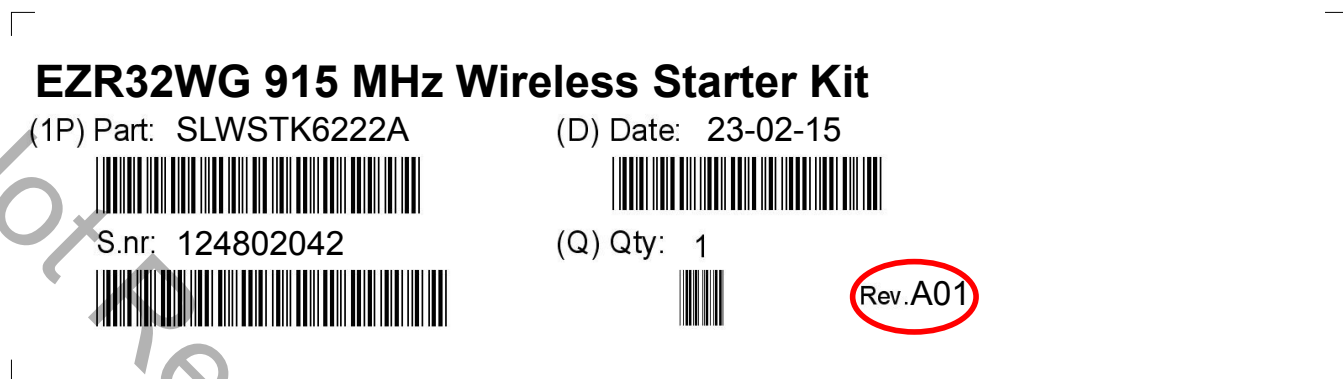 EZR32WG 915 MHz Wireless Starter Kit
(1P) Part: SLWSTK6222A (D) Date: 23-02-15
S.nr: 124802042 (Q) Qty: 1
Rev.A01